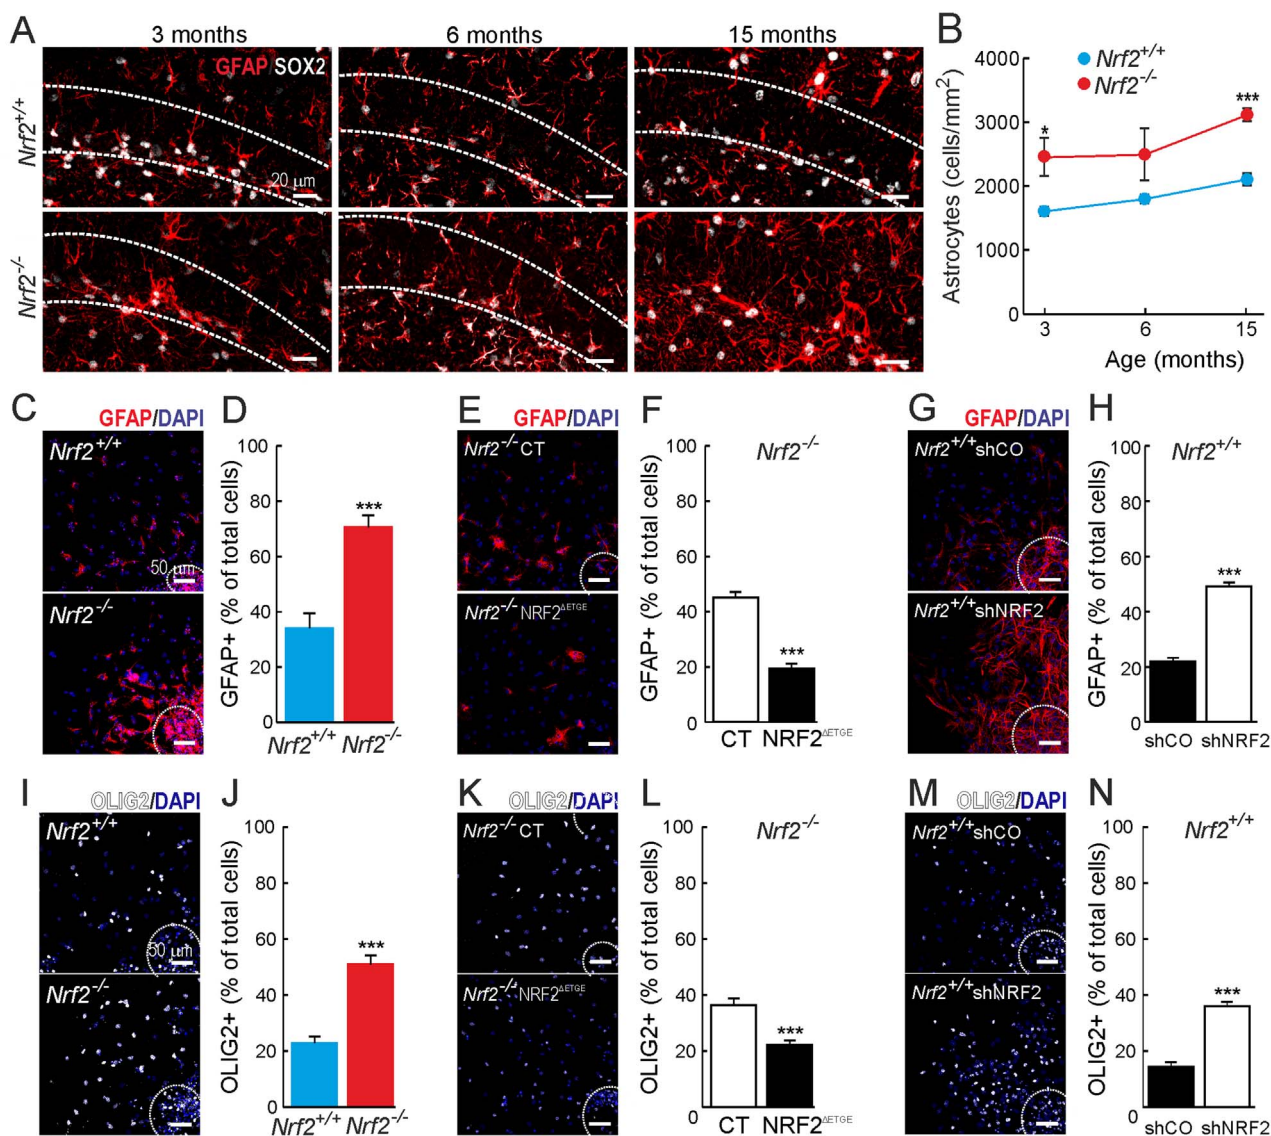 A
3 months
6 months
15 months
GFAP/SOX2
Nrf2+/+
20 μm
Nrf2-/-
B
Nrf2+/+
Nrf2-/-
Astrocytes (cells/mm2)
4000
3000
2000
1000
0
*
***
3
6
15
Age (months)
C
GFAP/DAPI
Nrf2+/+
50 μm
Nrf2-/-
D
GFAP+ (% of total cells)
100
80
60
40
20
0
***
Nrf2+/+
Nrf2-/-
E
GFAP/DAPI
Nrf2-/- CT
Nrf2-/- NRF2ΔETGE
F
Nrf2-/-
GFAP+ (% of total cells)
100
80
60
40
20
0
***
CT
NRF2ΔETGE
G
GFAP/DAPI
Nrf2+/+shCO
Nrf2+/+shNRF2
H
Nrf2+/+
GFAP+ (% of total cells)
100
80
60
40
20
0
***
shCO
shNRF2
I
OLIG2/DAPI
Nrf2+/+
50 μm
Nrf2-/-
J
OLIG2+ (% of total cells)
100
80
60
40
20
0
***
Nrf2+/+
Nrf2-/-
K
OLIG2/DAPI
Nrf2-/- CT
Nrf2-/- NRF2ΔETGE
L
Nrf2-/-
OLIG2+ (% of total cells)
100
80
60
40
20
0
***
CT
NRF2ΔETGE
M
OLIG2/DAPI
Nrf2+/+shCO
Nrf2+/+shNRF2
N
Nrf2+/+
OLIG2+ (% of total cells)
100
80
60
40
20
0
***
shCO
shNRF2